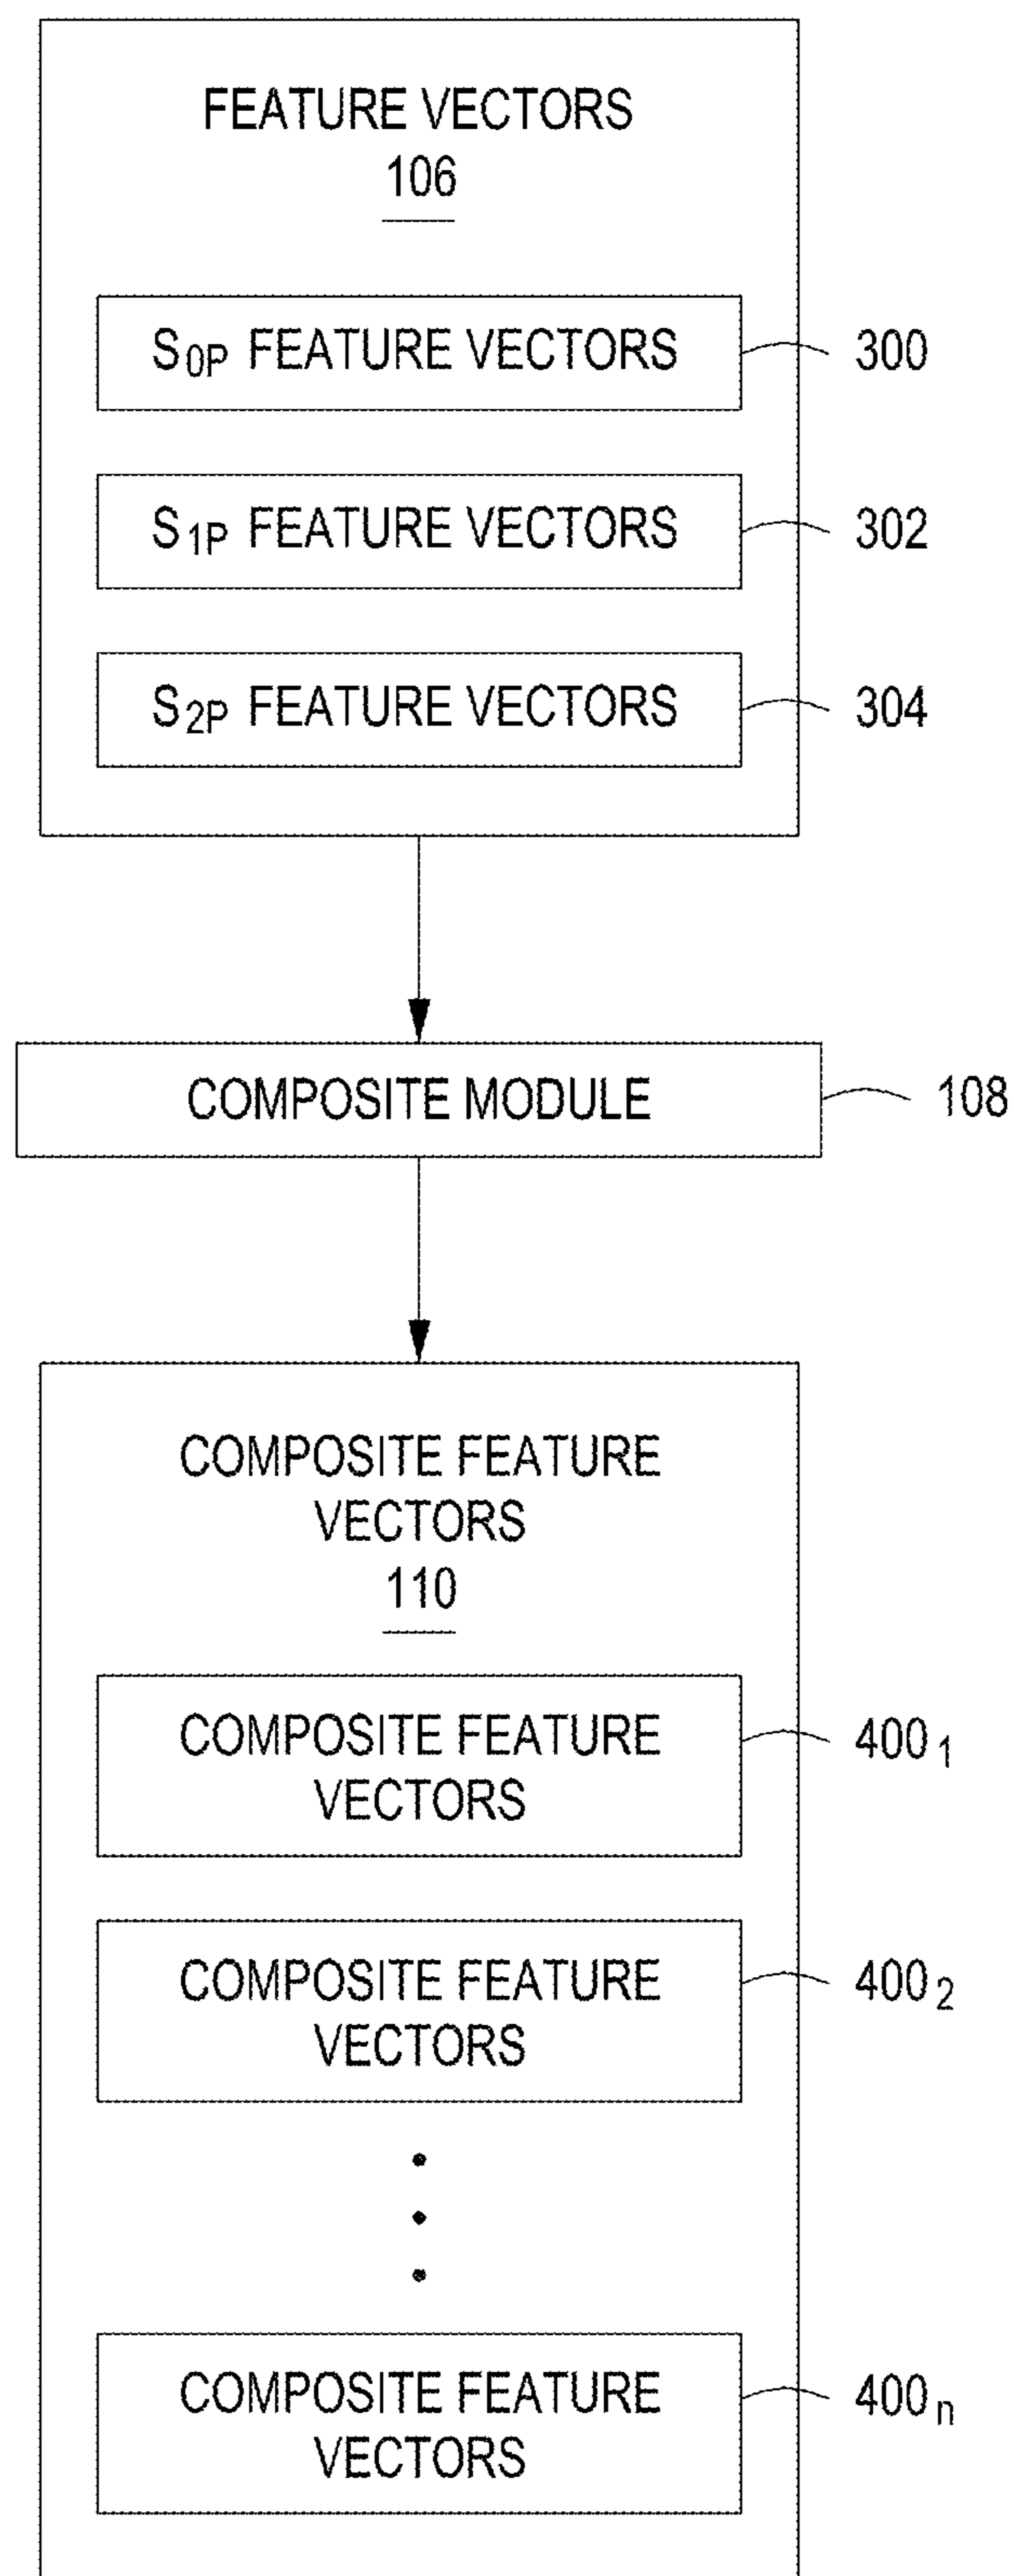 FEATURE VECTORS
106
S0P FEATURE VECTORS
300
S1P FEATURE VECTORS
302
S2P FEATURE VECTORS
304
COMPOSITE MODULE
108
COMPOSITE FEATURE
VECTORS
110
COMPOSITE FEATURE
VECTORS
400 1
COMPOSITE FEATURE
VECTORS
400 2
COMPOSITE FEATURE
VECTORS
400 n